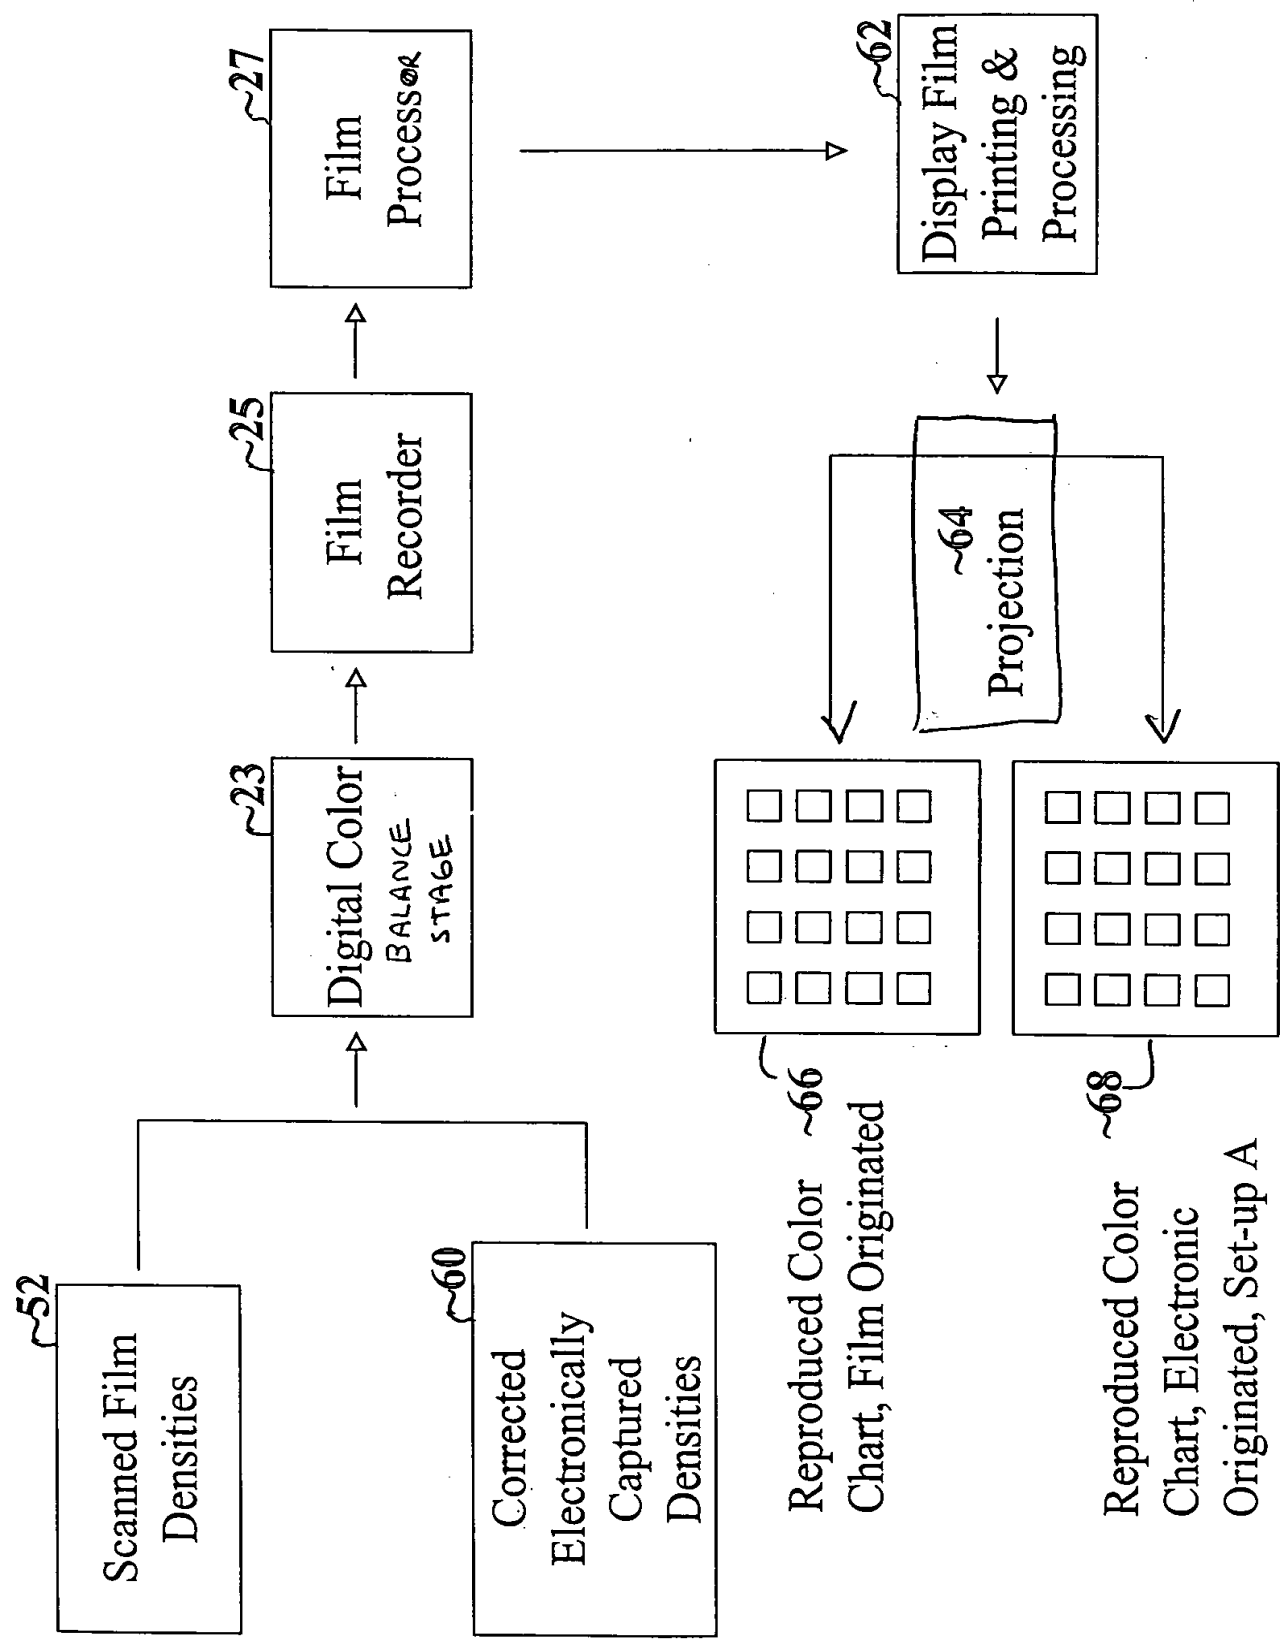 ~52
Scanned Film
Densities
~60
Corrected
Electronically
Captured
Densities
~23
Digital Color
BALANCE
STAGE
~25
Film
Recorder
~27
Film
ProcessOR
~62
Display Film
Printing &
Processing
~64
Projection
Reproduced Color ~66
Chart, Film Originated
Reproduced Color ~68
Chart, Electronic
Originated, Set-up A